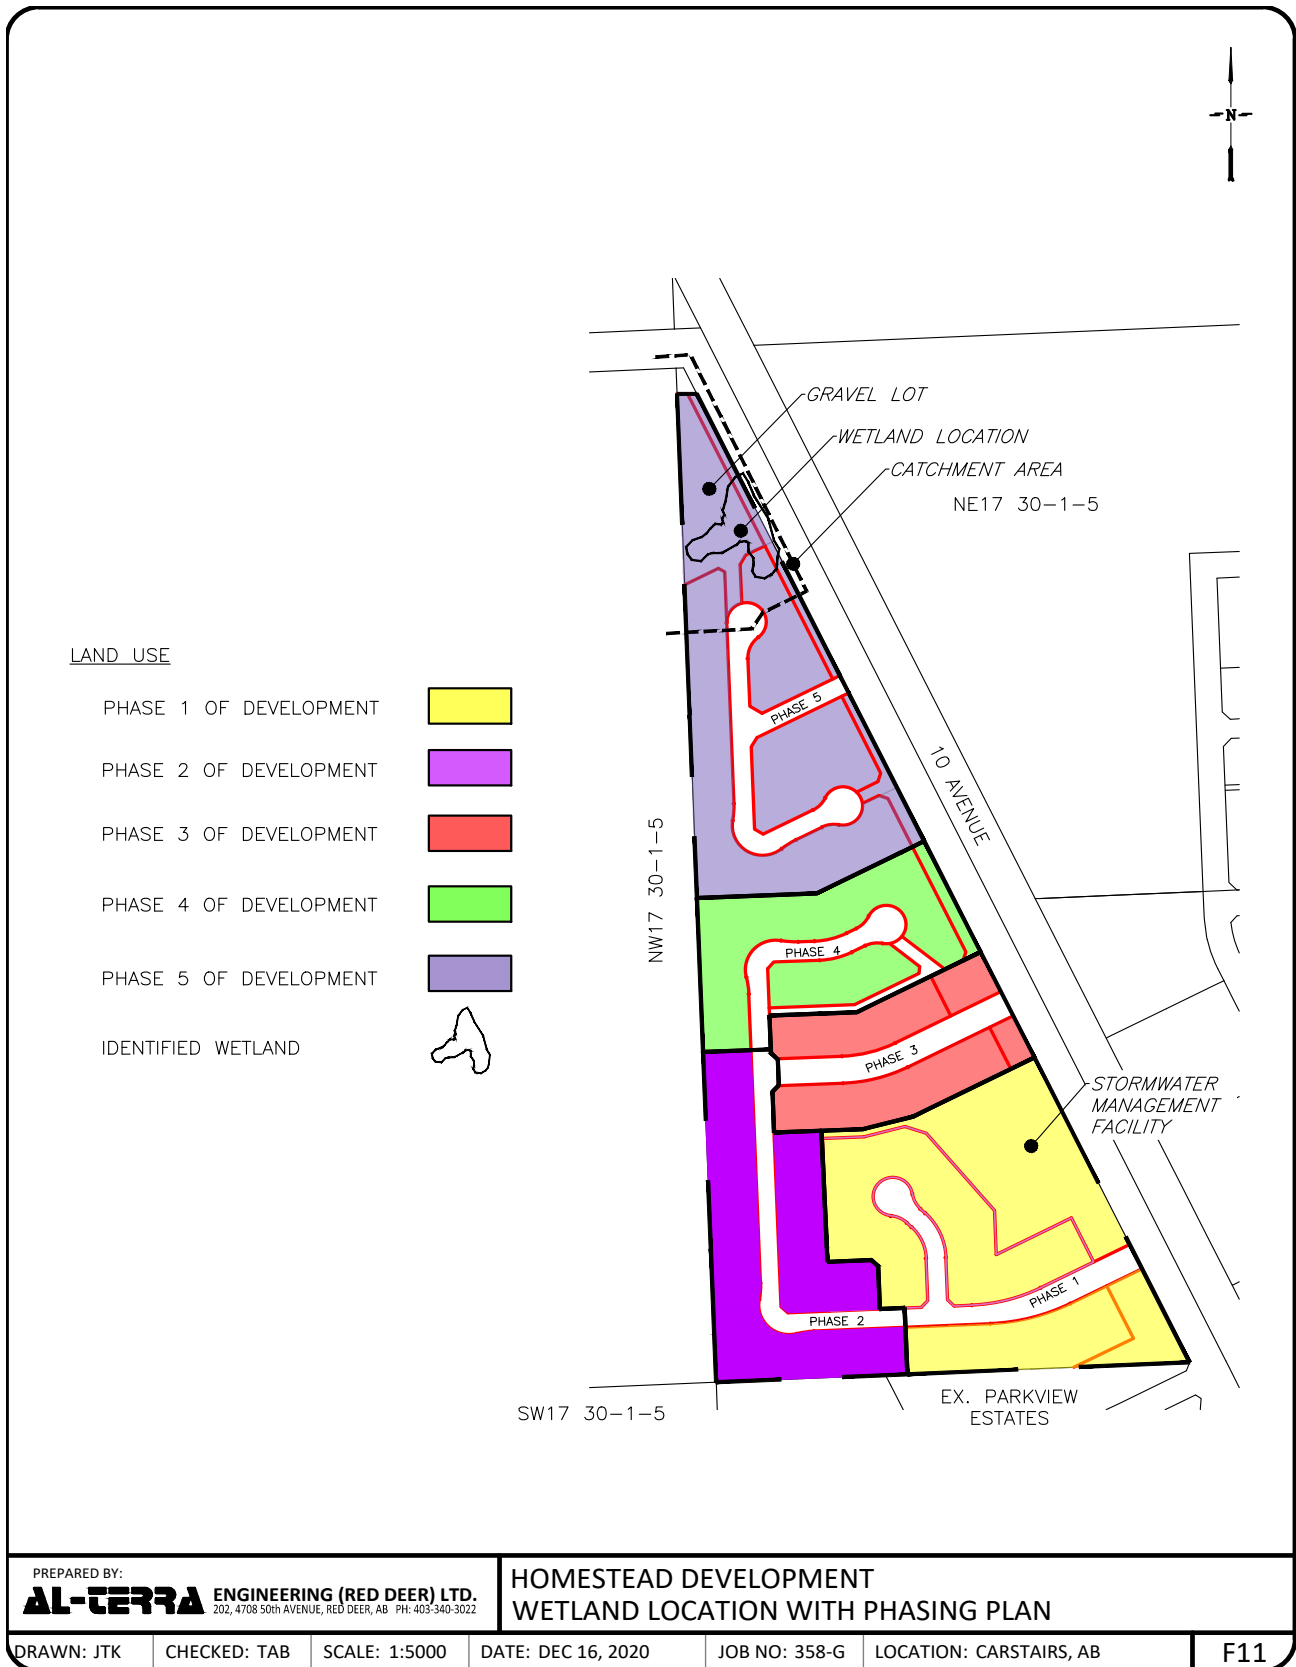 N
GRAVEL LOT
WETLAND LOCATION
CATCHMENT AREA
NE17 30-1-5
LAND USE
PHASE 1 OF DEVELOPMENT
PHASE 2 OF DEVELOPMENT
PHASE 3 OF DEVELOPMENT
PHASE 4 OF DEVELOPMENT
PHASE 5 OF DEVELOPMENT
IDENTIFIED WETLAND
PHASE 5
10 AVENUE
NW17 30-1-5
PHASE 4
PHASE 3
STORMWATER
MANAGEMENT
FACILITY
PHASE 1
PHASE 2
SW17 30-1-5
EX. PARKVIEW
ESTATES
PREPARED BY:
AL-TERRA ENGINEERING (RED DEER) LTD.
202, 4708 50th AVENUE, RED DEER, AB PH: 403-340-3022
HOMESTEAD DEVELOPMENT
WETLAND LOCATION WITH PHASING PLAN
DRAWN: JTK CHECKED: TAB SCALE: 1:5000 DATE: DEC 16, 2020 JOB NO: 358-G LOCATION: CARSTAIRS, AB F11